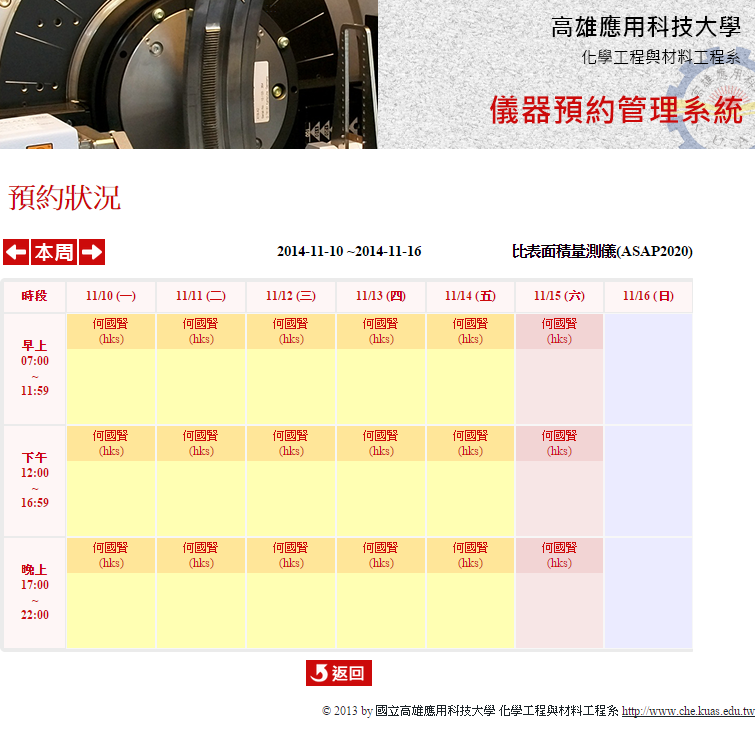 高雄應用科技大學
化學工程與材料工程系
儀器預約管理系統
預約狀況
本周 2014-11-10 ~2014-11-16 比表面積量測儀(ASAP2020)
時段 11/10 (一) 11/11 (二) 11/12 (三) 11/13 (四) 11/14 (五) 11/15 (六) 11/16 (日)
早上
07:00
~
11:59
何國賢 何國賢 何國賢 何國賢 何國賢 何國賢
(hks) (hks) (hks) (hks) (hks) (hks)
下午
12:00
~
16:59
何國賢 何國賢 何國賢 何國賢 何國賢 何國賢
(hks) (hks) (hks) (hks) (hks) (hks)
晚上
17:00
~
22:00
何國賢 何國賢 何國賢 何國賢 何國賢 何國賢
(hks) (hks) (hks) (hks) (hks) (hks)
返回
© 2013 by 國立高雄應用科技大學 化學工程與材料工程系 http://www.che.kuas.edu.tw